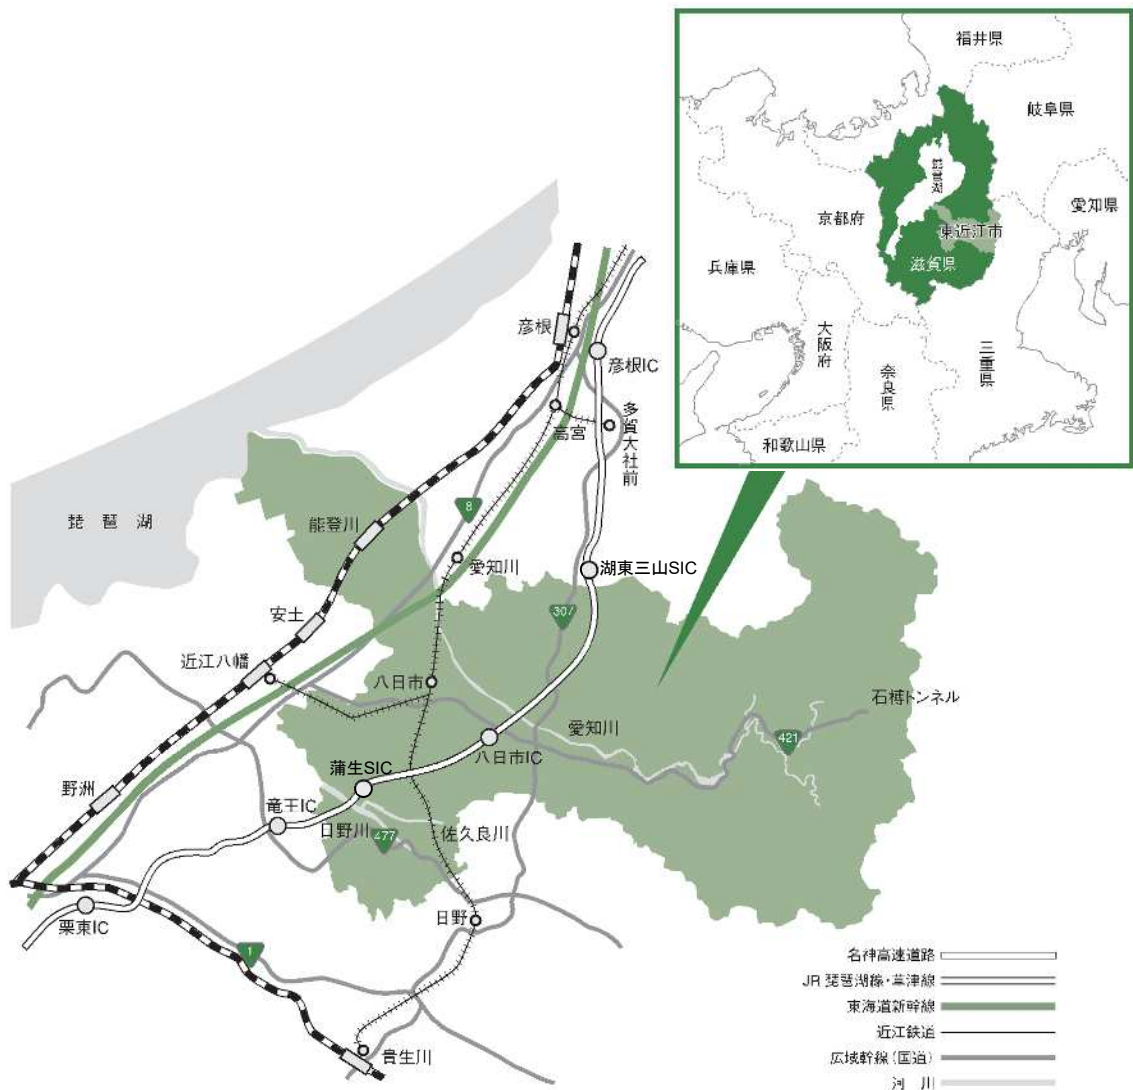 福井県
岐阜県
琵琶湖
愛知県
京都府
東近江市
滋賀県
兵庫県
大阪府
奈良県
三重県
和歌山県
彦根
彦根IC
高宮
多賀大社前
琵琶湖
8
能登川
愛知川
湖東三山SIC
307
安土
近江八幡
八日市
愛知川
石榑トンネル
421
八日市IC
蒲生SIC
野洲
竜王IC
日野川
477
佐久良川
栗東IC
日野
1
貴生川
名神高速道路
JR 琵琶湖線・草津線
東海道新幹線
近江鉄道
広域幹線(国道)
河川